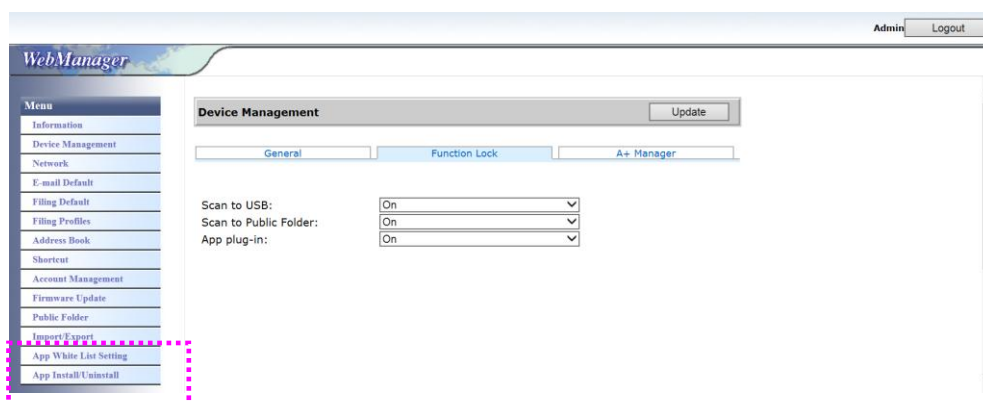 Admin Logout
WebManager
Menu
Information
Device Management
Network
E-mail Default
Filing Default
Filing Profiles
Address Book
Shortcut
Account Management
Firmware Update
Public Folder
Import/Export
App White List Setting
App Install/Uninstall
Device Management Update
General Function Lock A+ Manager
Scan to USB: On
Scan to Public Folder: On
App plug-in: On